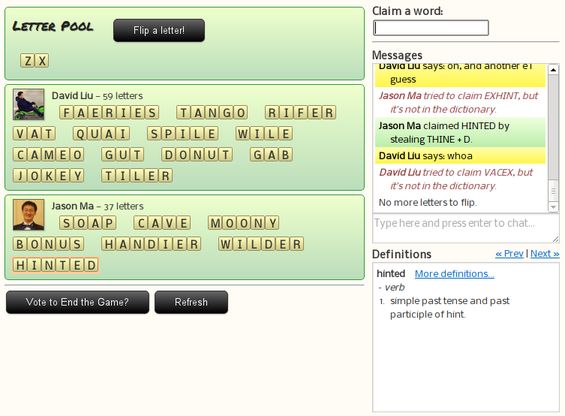 LETTER POOL
Flip a letter!
Z X
David Liu – 59 letters
FAERIES TANGO RIFER
VAT QUAI SPILE WILE
CAMEO GUT DONUT GAB
JOKEY TILER
Jason Ma – 37 letters
SOAP CAVE MOONY
BONUS HANDIER WILDER
HINTED
Vote to End the Game?
Refresh
Claim a word:
Messages
David Liu says: oh, and another e I
guess
Jason Ma tried to claim EXHINT, but
it's not in the dictionary.
Jason Ma claimed HINTED by
stealing THINE + D.
David Liu says: whoa
David Liu tried to claim VACEX, but
it's not in the dictionary.
No more letters to flip.
Type here and press enter to chat...
Definitions
« Prev | Next »
hinted More definitions...
- verb
1. simple past tense and past
participle of hint.